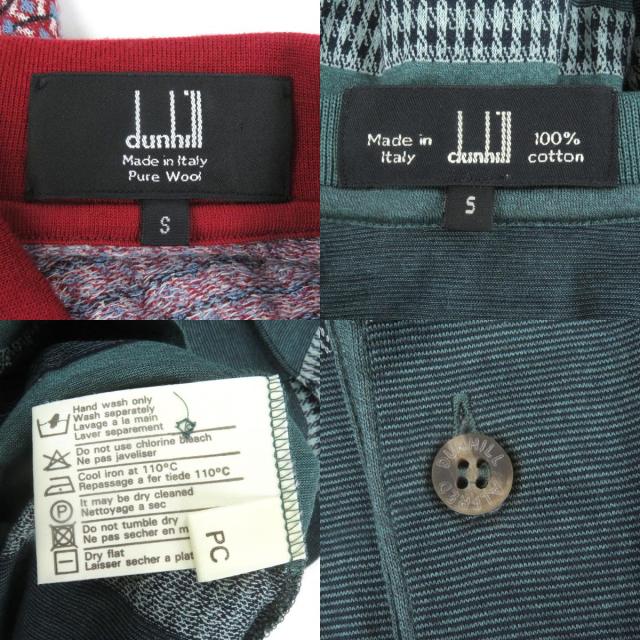 dunhill
Made in Italy
Pure Wool
S
Made in
Italy
dunhill
100%
cotton
S
Hand wash only
Wash separately
Lavage a la main
Laver separement
Do not use chlorine bleach
Ne pas javeliser
Cool iron at 110°C
Repassage a fer tiede 110°C
It may be dry cleaned
Nettoyage a sec
Do not tumble dry
Ne pas secher en m
Dry flat
Laisser secher a plat
P
PC
DUNHILL
ALFRED